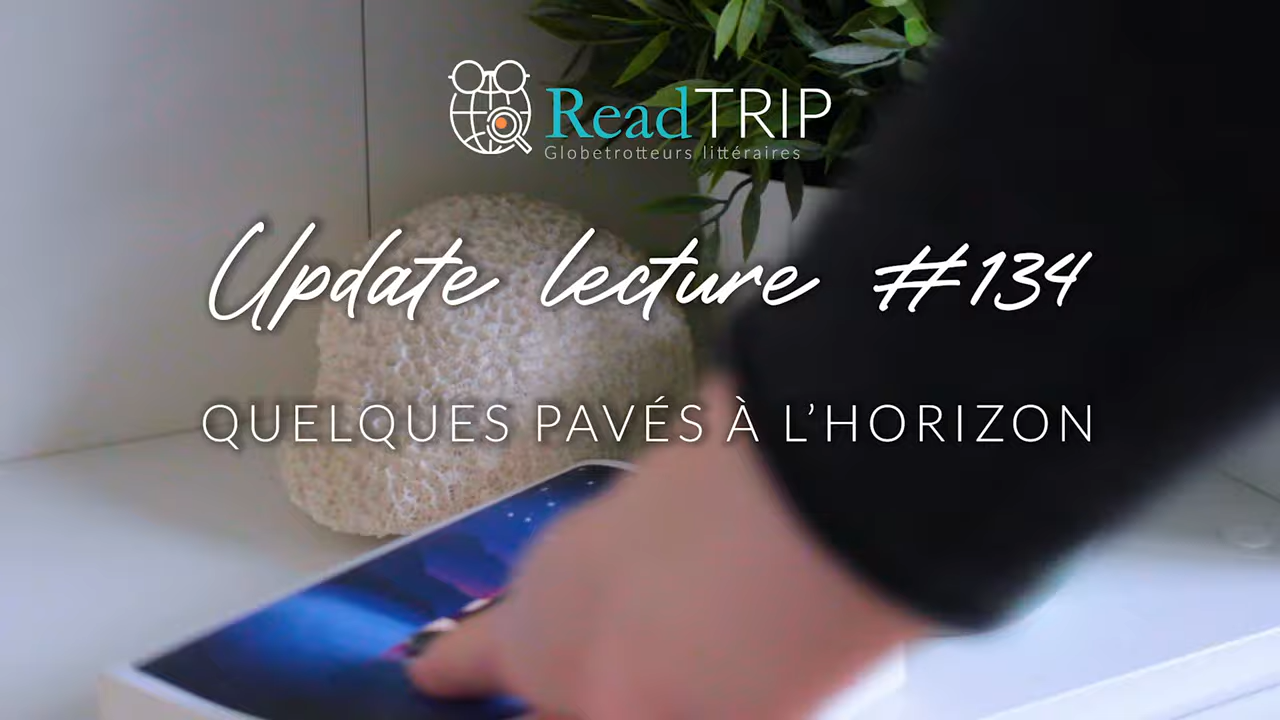 ReadTRIP
Globetrotteurs littéraires
Update lecture #134
QUELQUES PAVÉS À L’HORIZON